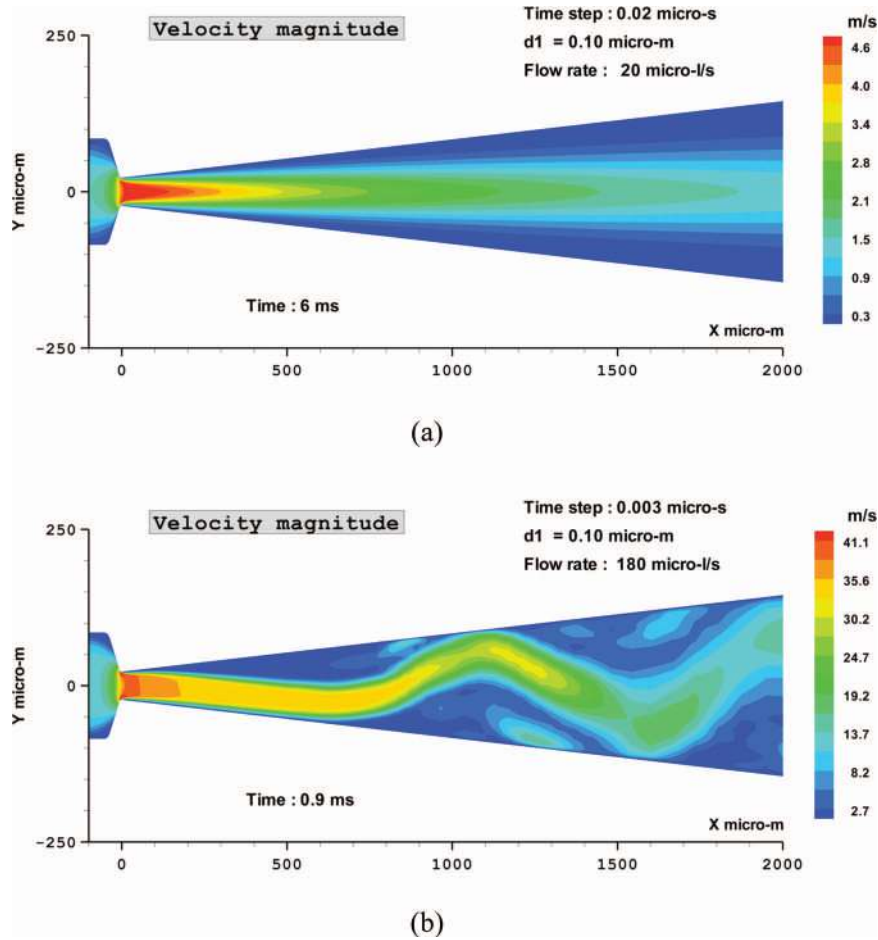 Velocity magnitude
Time step : 0.02 micro-s
d1 = 0.10 micro-m
Flow rate : 20 micro-l/s
m/s
4.6
4.0
3.4
2.8
2.1
1.5
0.9
0.3
250
0
-250
Y micro-m
Time : 6 ms
X micro-m
0 500 1000 1500 2000
(a)
Velocity magnitude
Time step : 0.003 micro-s
d1 = 0.10 micro-m
Flow rate : 180 micro-l/s
m/s
41.1
35.6
30.2
24.7
19.2
13.7
8.2
2.7
250
0
-250
Y micro-m
Time : 0.9 ms
X micro-m
0 500 1000 1500 2000
(b)